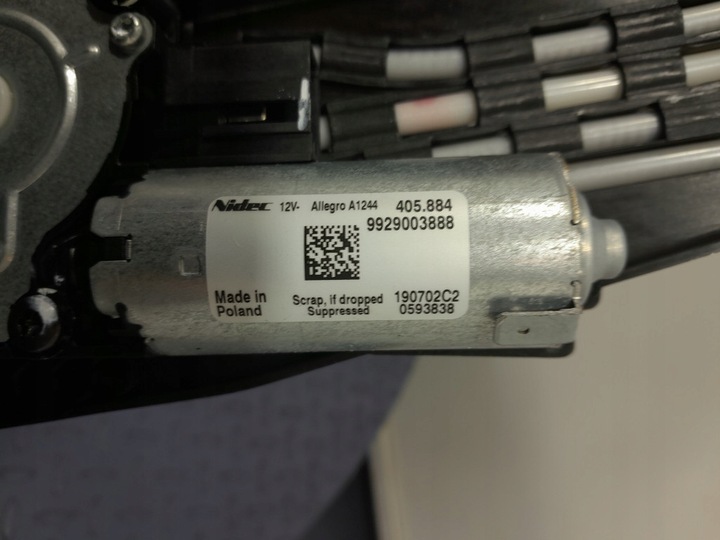 Nidec 12V- Allegro A1244 405.884
9929003888
Made in Poland
Scrap, if dropped 190702C2
Suppressed 0593838